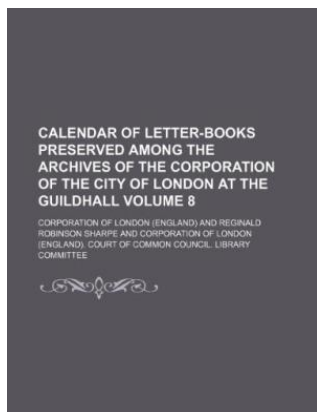 CALENDAR OF LETTER-BOOKS
PRESERVED AMONG THE
ARCHIVES OF THE CORPORATION
OF THE CITY OF LONDON AT THE
GUILDHALL VOLUME 8
CORPORATION OF LONDON (ENGLAND) AND REGINALD
ROBINSON SHARPE AND CORPORATION OF LONDON
(ENGLAND). COURT OF COMMON COUNCIL. LIBRARY
COMMITTEE